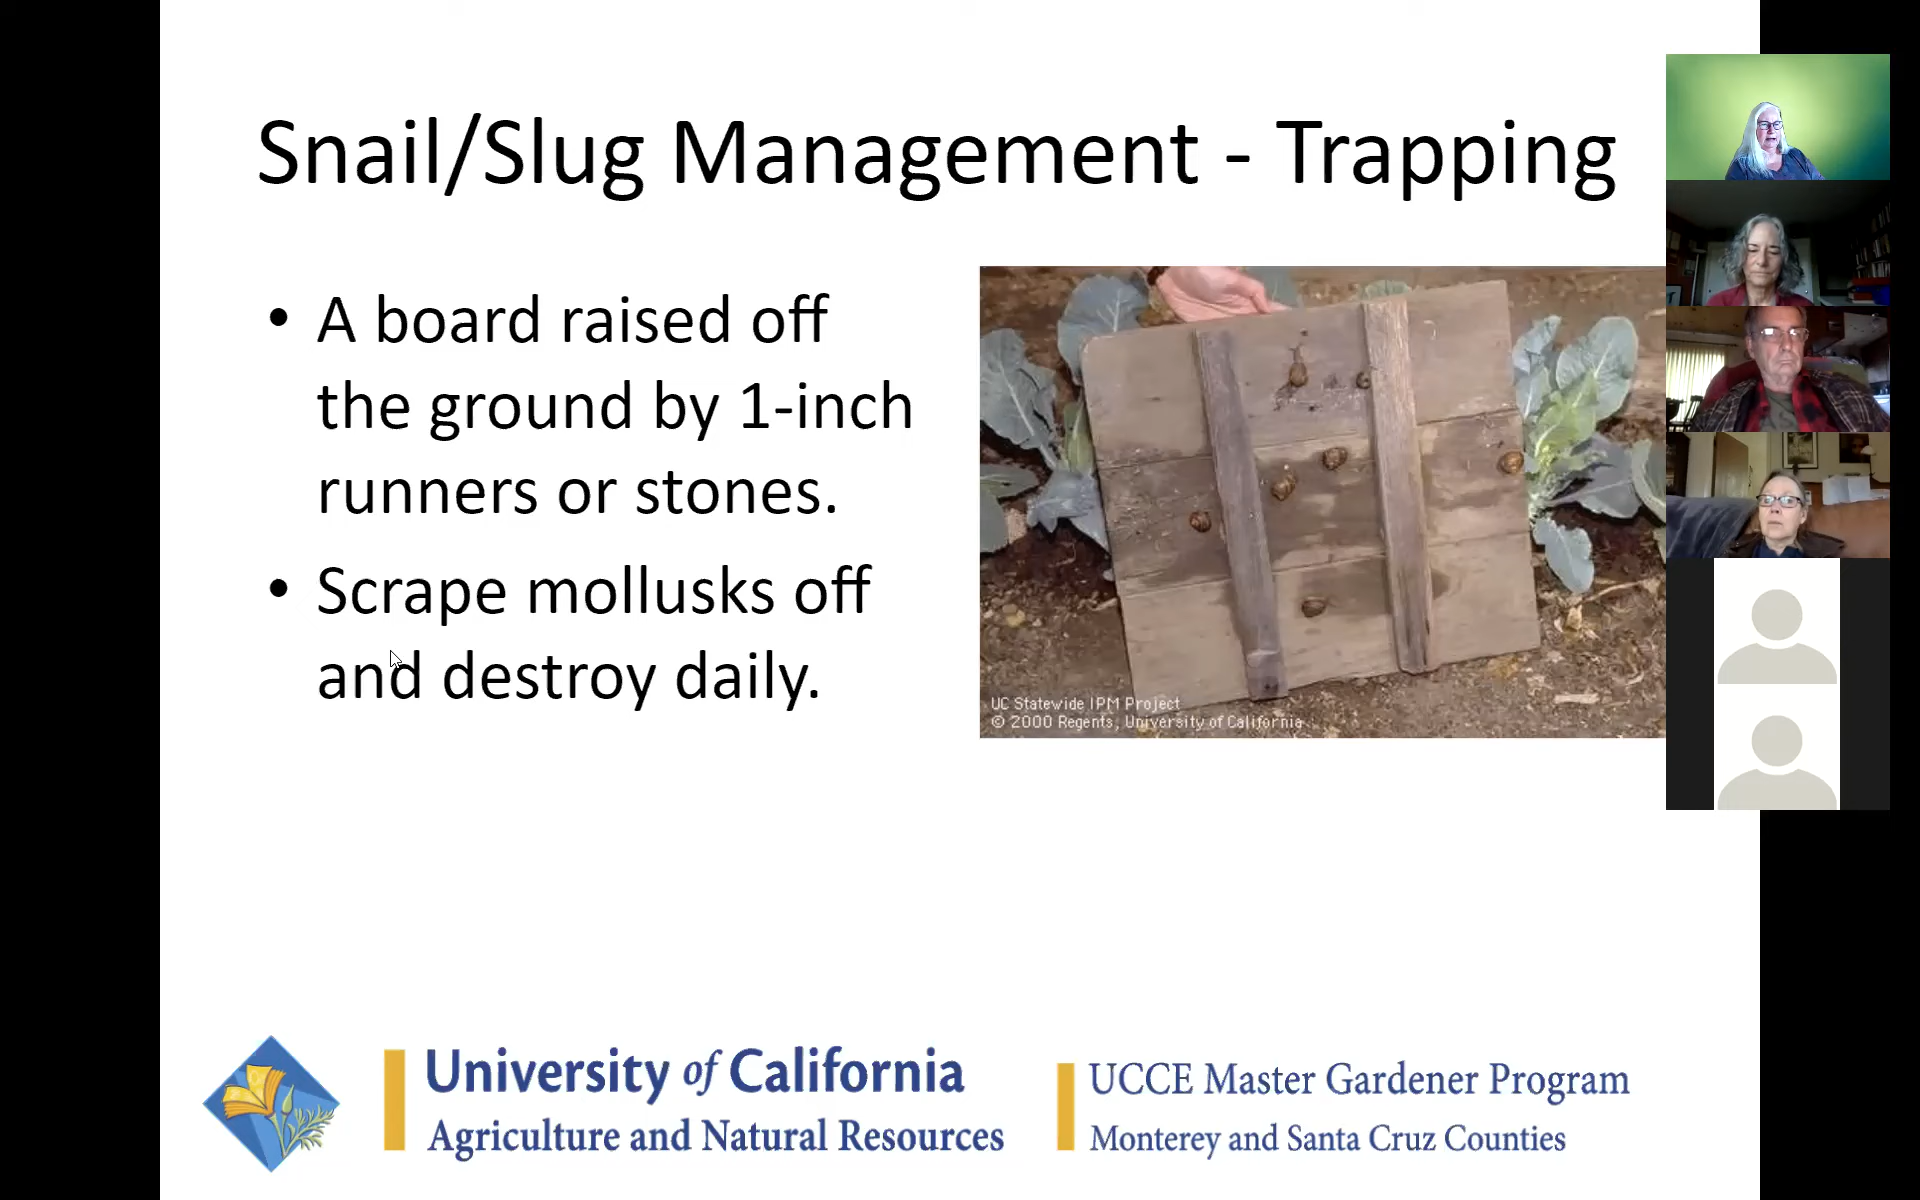 Snail/Slug Management - Trapping
• A board raised off
the ground by 1-inch
runners or stones.
• Scrape mollusks off
and destroy daily.
UC Statewide IPM Project
© 2000 Regents, University of California
University of California
Agriculture and Natural Resources
UCCE Master Gardener Program
Monterey and Santa Cruz Counties